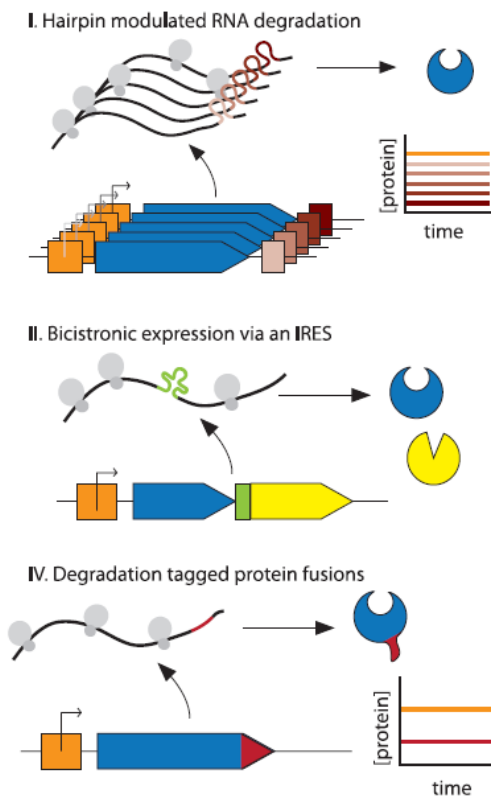 I. Hairpin modulated RNA degradation
[protein]
time
II. Bicistronic expression via an IRES
IV. Degradation tagged protein fusions
[protein]
time